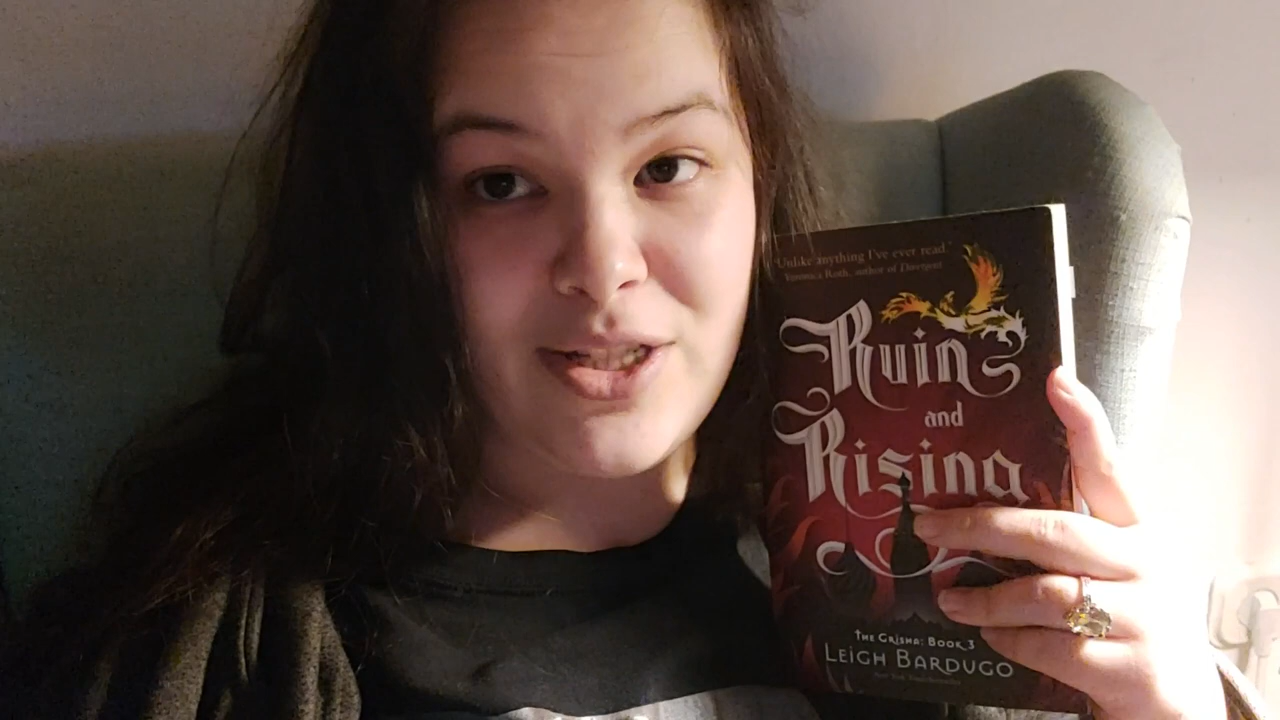 'Unlike anything I've ever read.'
Veronica Roth, author of Divergent
Ruin
and
Rising
THE GRISHA: BOOK 3
LEIGH BARDUGO